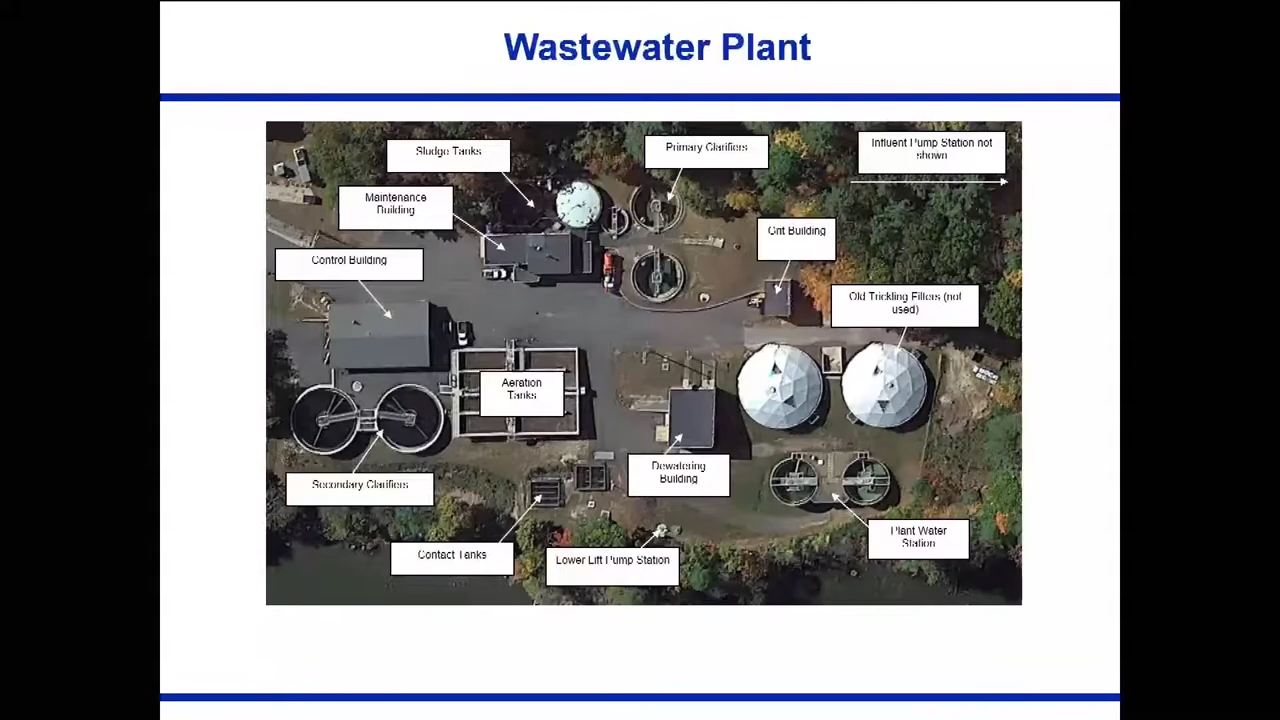 Wastewater Plant
Sludge Tanks
Primary Clarifiers
Influent Pump Station not
shown
Maintenance
Building
Grit Building
Control Building
Old Trickling Filters (not
used)
Aeration
Tanks
Dewatering
Building
Secondary Clarifiers
Plant Water
Station
Contact Tanks
Lower Lift Pump Station